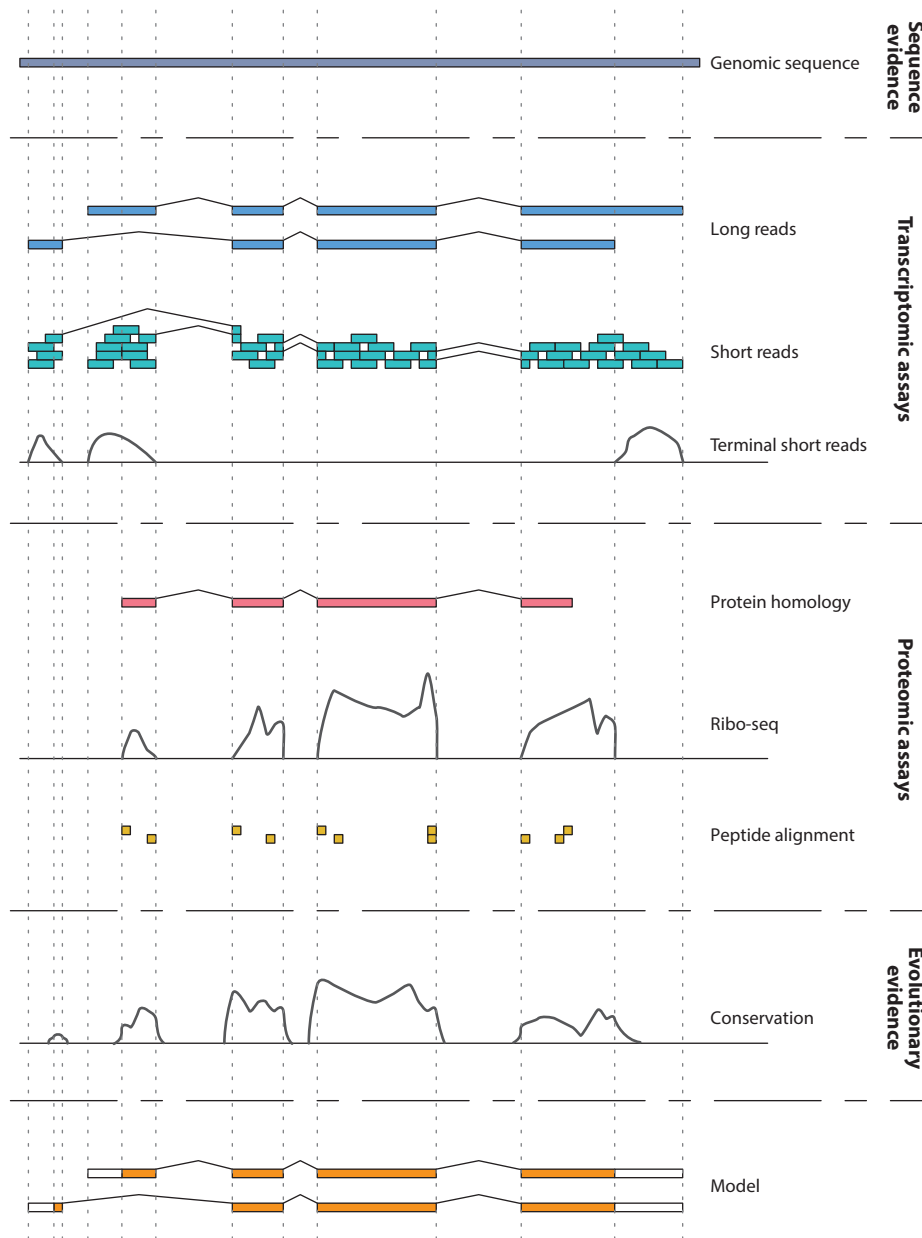 Sequence
evidence
Genomic sequence
Transcriptomic assays
Long reads
Short reads
Terminal short reads
Proteomic assays
Protein homology
Ribo-seq
Peptide alignment
Evolutionary
evidence
Conservation
Model